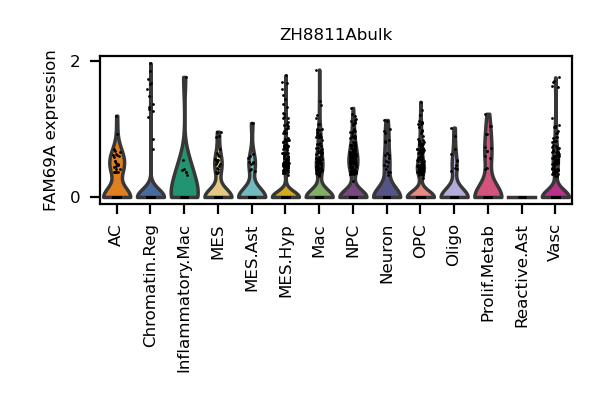 ZH8811Abulk
FAM69A expression
2
0
AC
Chromatin.Reg
Inflammatory.Mac
MES
MES.Ast
MES.Hyp
Mac
NPC
Neuron
OPC
Oligo
Prolif.Metab
Reactive.Ast
Vasc